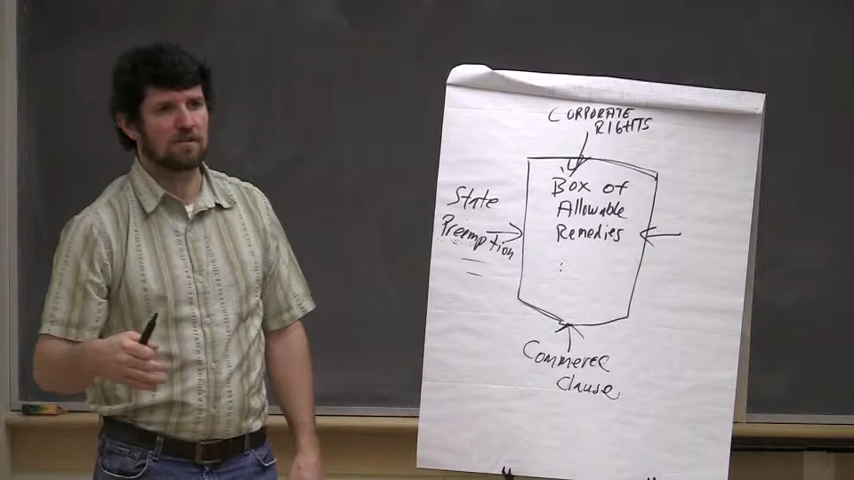 CORPORATE
RIGHTS
Box of
Allowable
Remedies
State
Preemption
Commerce
Clause